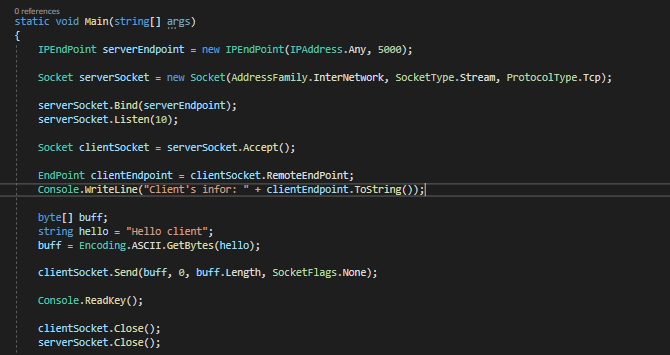 0 references
static void Main(string[] args)
{
IPEndPoint serverEndpoint = new IPEndPoint(IPAddress.Any, 5000);
Socket serverSocket = new Socket(AddressFamily.InterNetwork, SocketType.Stream, ProtocolType.Tcp);
serverSocket.Bind(serverEndpoint);
serverSocket.Listen(10);
Socket clientSocket = serverSocket.Accept();
EndPoint clientEndpoint = clientSocket.RemoteEndPoint;
Console.WriteLine("Client's infor: " + clientEndpoint.ToString());
byte[] buff;
string hello = "Hello client";
buff = Encoding.ASCII.GetBytes(hello);
clientSocket.Send(buff, 0, buff.Length, SocketFlags.None);
Console.ReadKey();
clientSocket.Close();
serverSocket.Close();